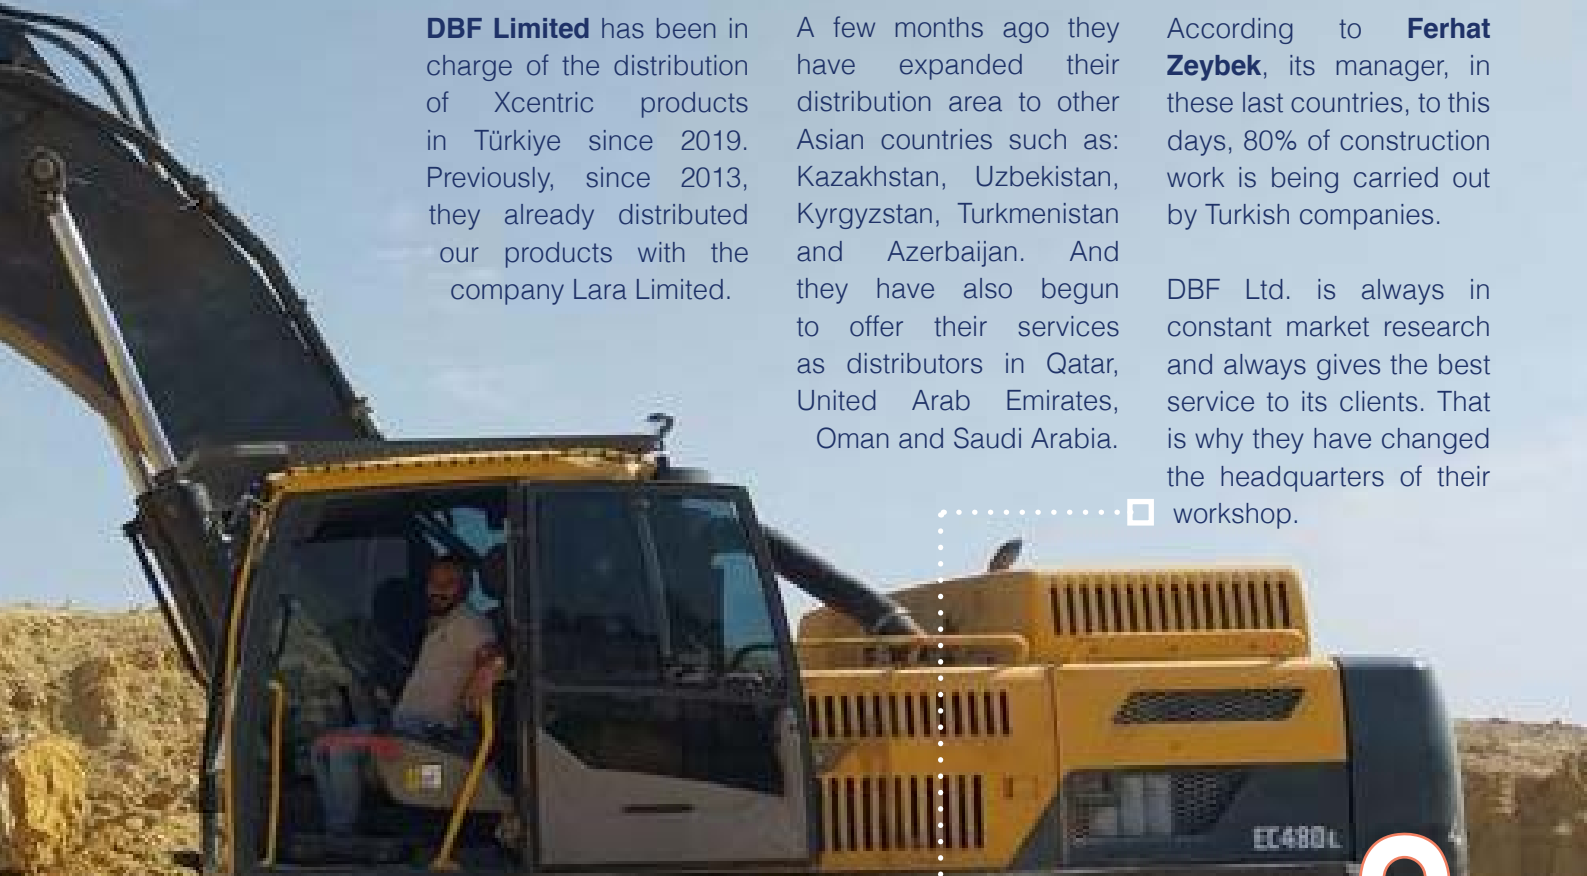 DBF Limited has been in
charge of the distribution
of Xcentric products
in Türkiye since 2019.
Previously, since 2013,
they already distributed
our products with the
company Lara Limited.
A few months ago they
have expanded their
distribution area to other
Asian countries such as:
Kazakhstan, Uzbekistan,
Kyrgyzstan, Turkmenistan
and Azerbaijan. And
they have also begun
to offer their services
as distributors in Qatar,
United Arab Emirates,
Oman and Saudi Arabia.
According to Ferhat
Zeybek, its manager, in
these last countries, to this
days, 80% of construction
work is being carried out
by Turkish companies.
DBF Ltd. is always in
constant market research
and always gives the best
service to its clients. That
is why they have changed
the headquarters of their
workshop.
EC480L